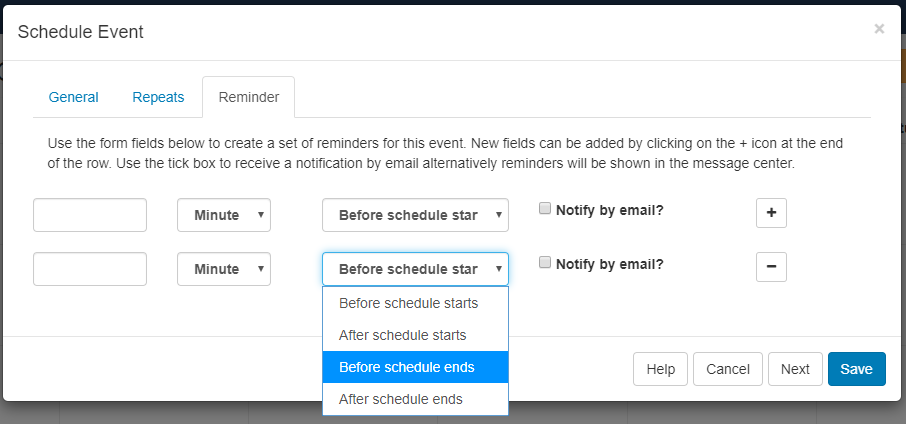 Schedule Event ×
General Repeats Reminder
Use the form fields below to create a set of reminders for this event. New fields can be added by clicking on the + icon at the end
of the row. Use the tick box to receive a notification by email alternatively reminders will be shown in the message center.
Minute Before schedule star Notify by email? +
Minute Before schedule star Notify by email? −
Before schedule starts
After schedule starts
Before schedule ends
After schedule ends
Help Cancel Next Save